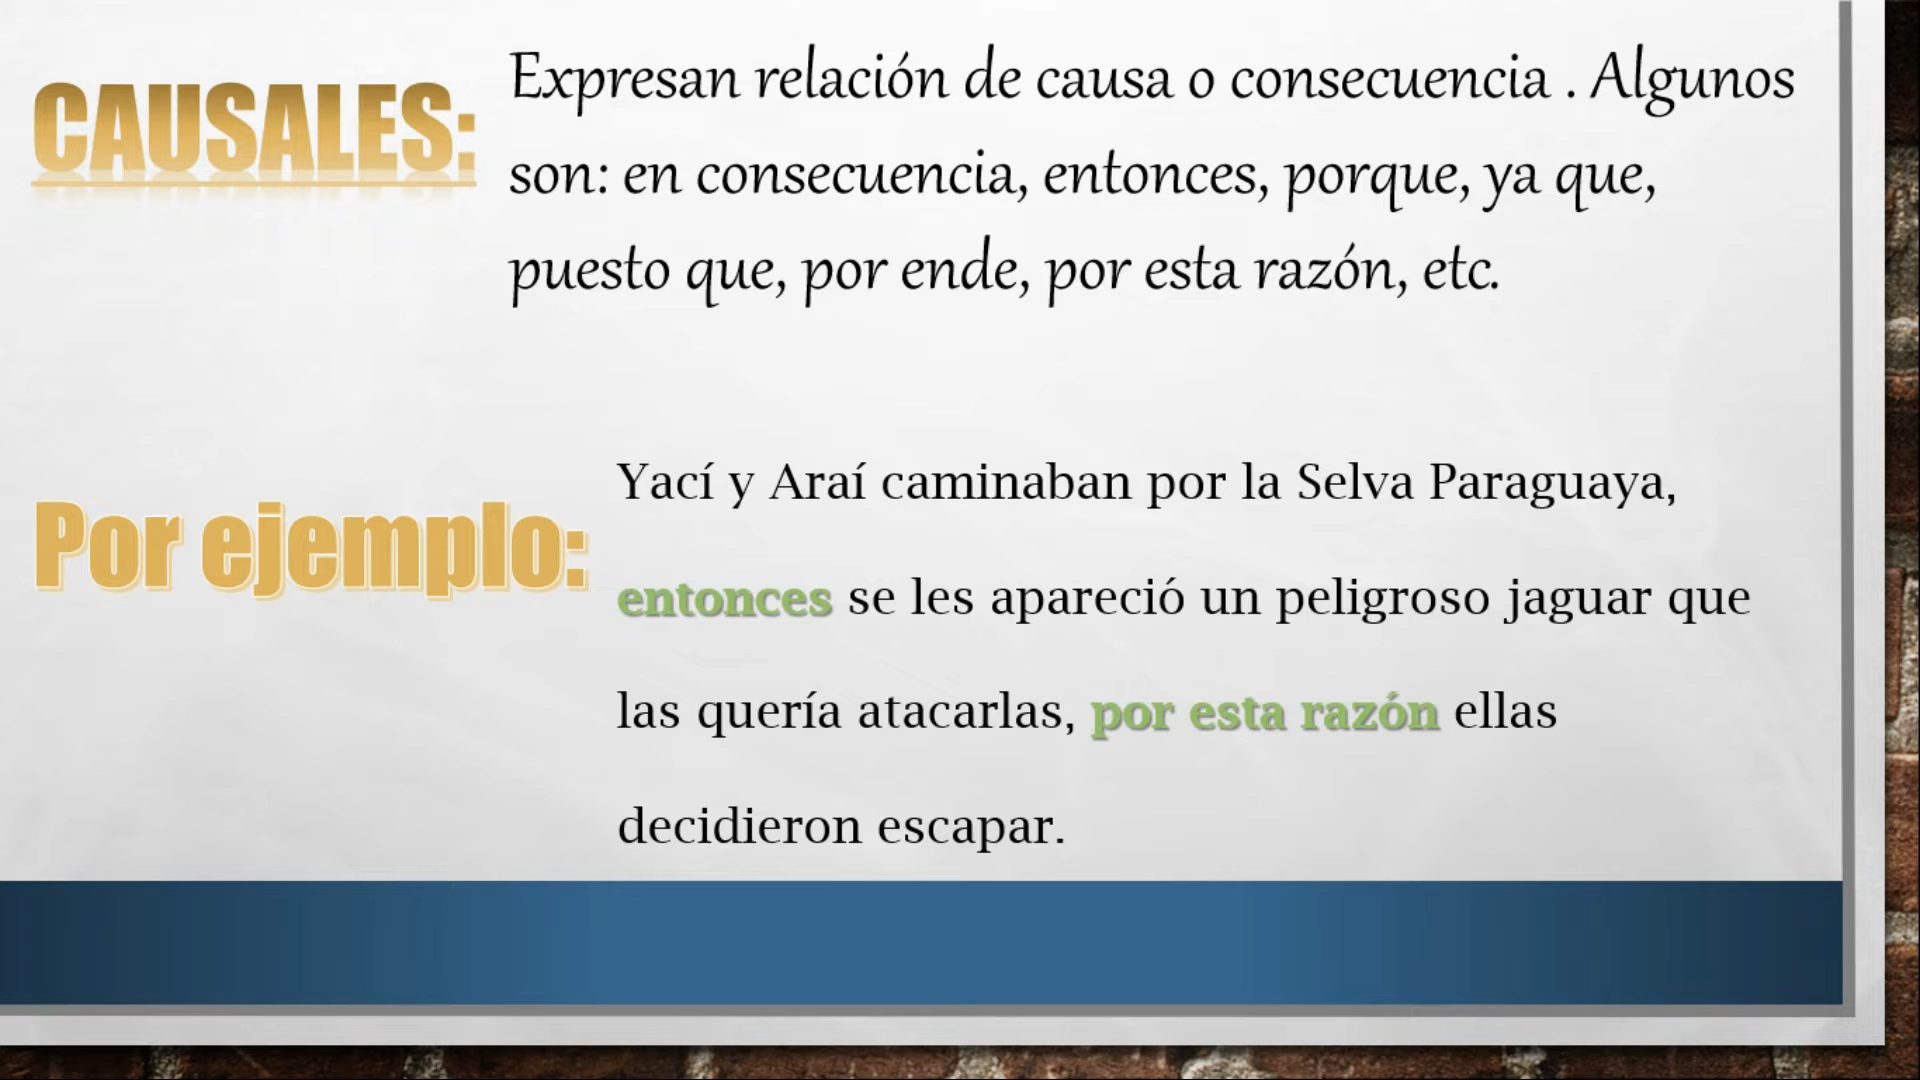 CAUSALES:
Expresan relación de causa o consecuencia . Algunos
son: en consecuencia, entonces, porque, ya que,
puesto que, por ende, por esta razón, etc.
Por ejemplo:
Yací y Araí caminaban por la Selva Paraguaya,
entonces se les apareció un peligroso jaguar que
las quería atacarlas, por esta razón ellas
decidieron escapar.